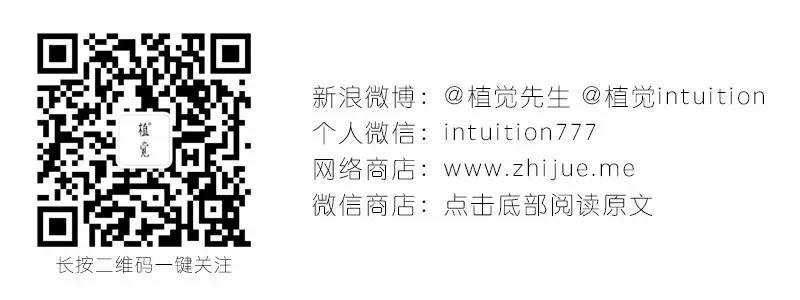 植觉
长按二维码一键关注
新浪微博：@植觉先生 @植觉intuition
个人微信：intuition777
网络商店：www.zhijue.me
微信商店：点击底部阅读原文